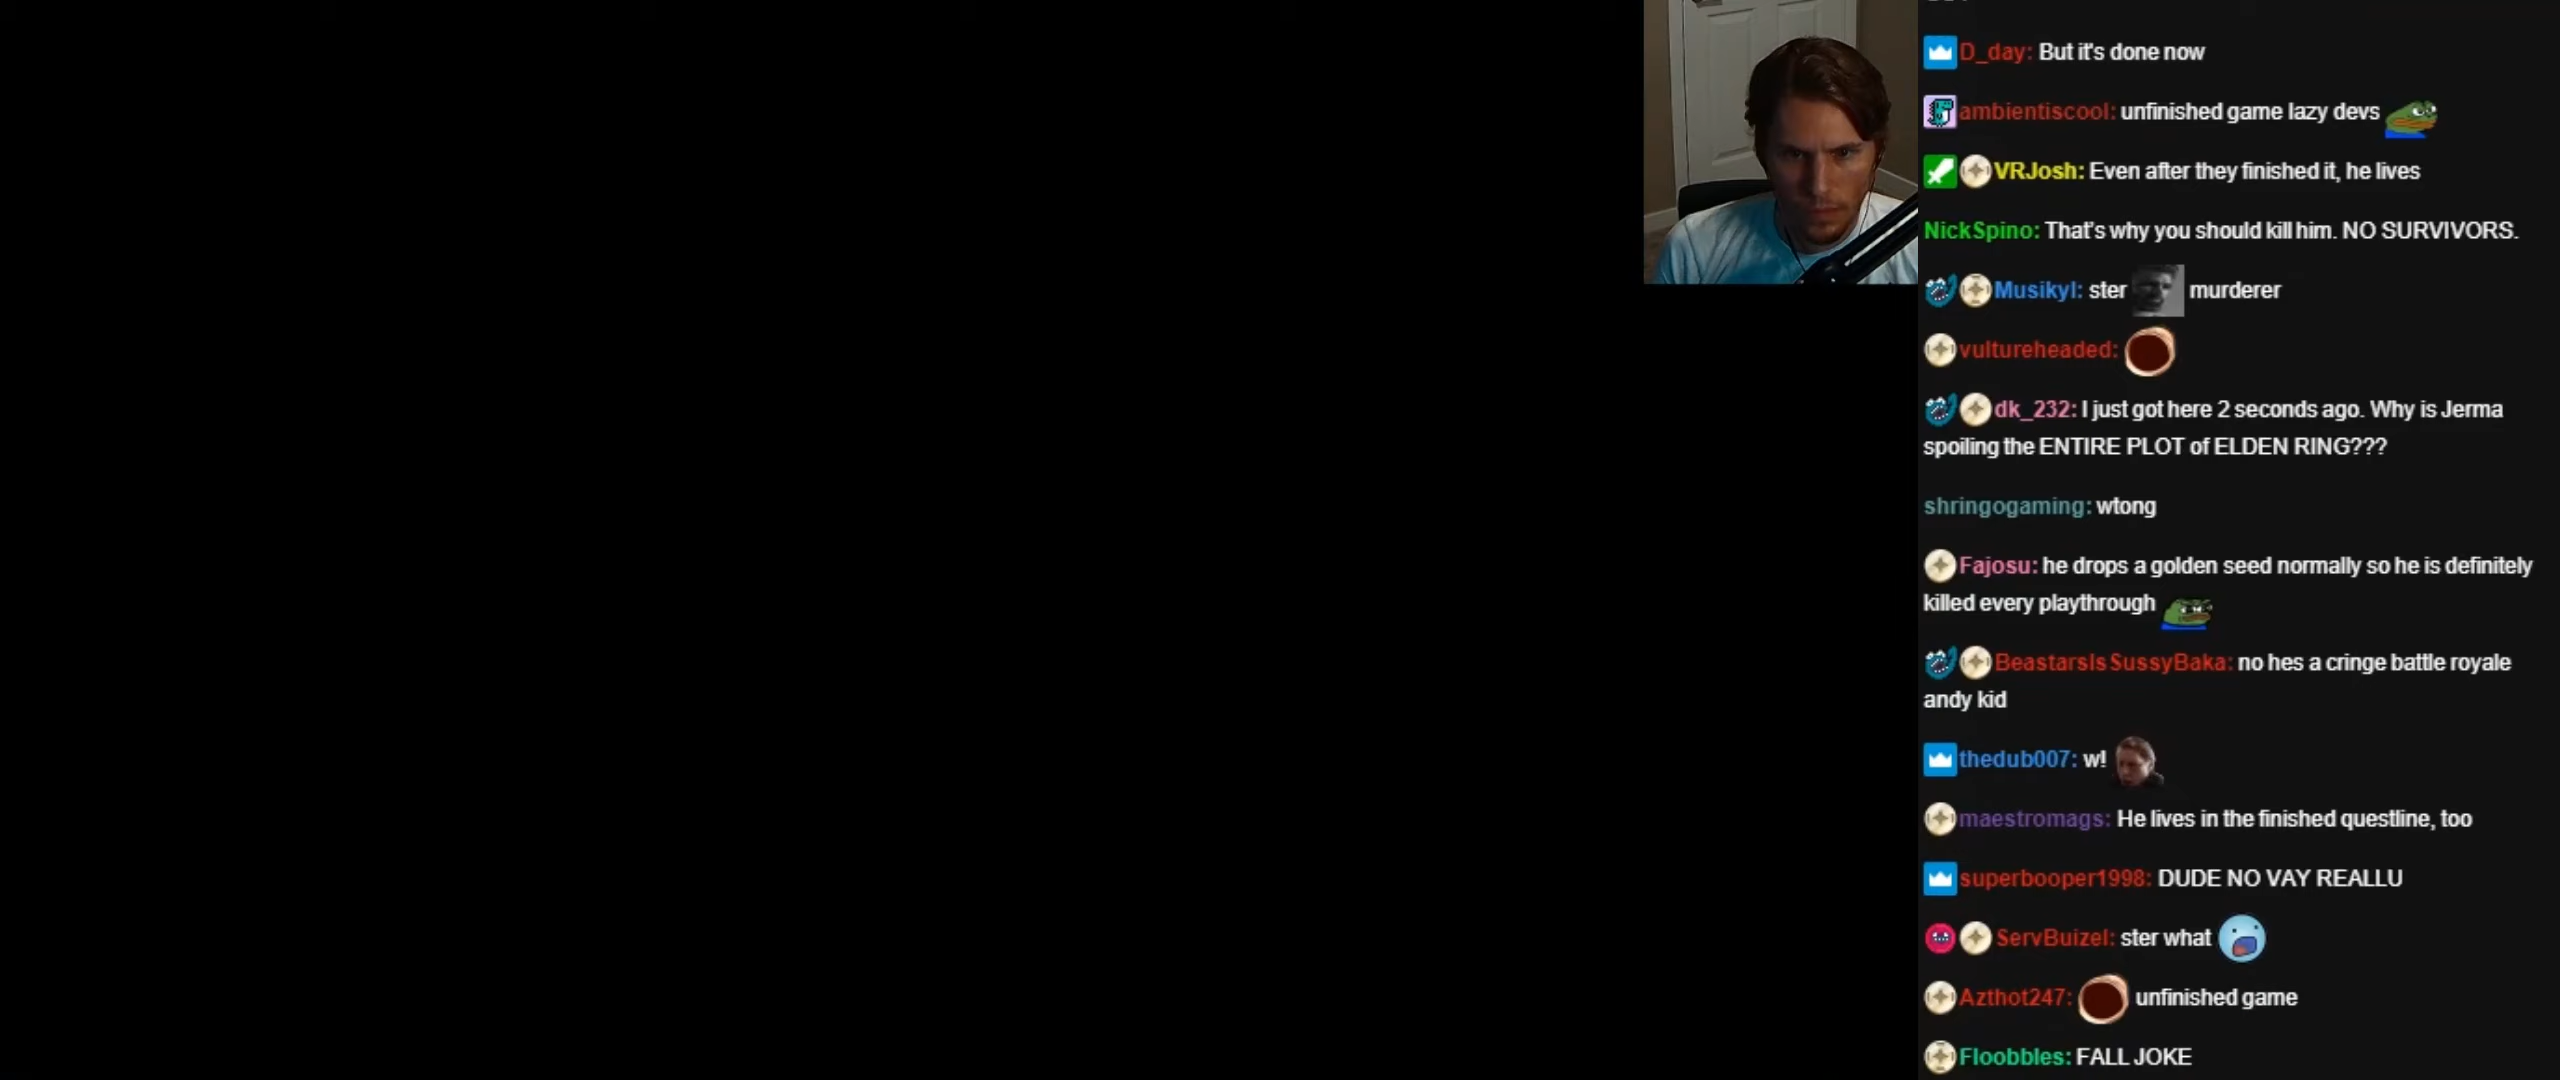 D_day: But it's done now
ambientiscool: unfinished game lazy devs
VRJosh: Even after they finished it, he lives
NickSpino: That's why you should kill him. NO SURVIVORS.
Musikyl: ster murderer
vultureheaded:
dk_232: I just got here 2 seconds ago. Why is Jerma
spoiling the ENTIRE PLOT of ELDEN RING???
shringogaming: wtong
Fajosu: he drops a golden seed normally so he is definitely
killed every playthrough
BeastarsIsSussyBaka: no hes a cringe battle royale
andy kid
thedub007: w!
maestromags: He lives in the finished questline, too
superbooper1998: DUDE NO VAY REALLU
ServBuizel: ster what
Azthot247: unfinished game
Floobbles: FALL JOKE